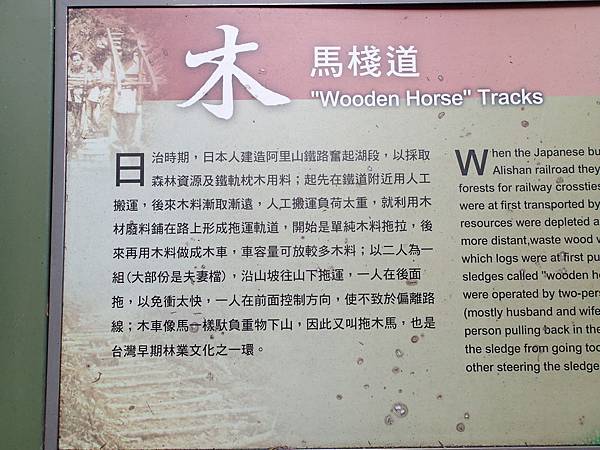 木馬棧道
"Wooden Horse" Tracks
日治時期，日本人建造阿里山鐵路奮起湖段，以採取
森林資源及鐵軌枕木用料；起先在鐵道附近用人工
搬運，後來木料漸取漸遠，人工搬運負荷太重，就利用木
材廢料鋪在路上形成拖運軌道，開始是單純木料拖拉，後
來再用木料做成木車，車容量可放較多木料；以二人為一
組(大部份是夫妻檔)，沿山坡往山下拖運，一人在後面
拖，以免衝太快，一人在前面控制方向，使不致於偏離路
線；木車像馬一樣馱負重物下山，因此又叫拖木馬，也是
台灣早期林業文化之一環。
When the Japanese bu
Alishan railroad they
forests for railway crossties
were at first transported by
resources were depleted a
more distant,waste wood w
which logs were at first pu
sledges called "wooden ho
were operated by two-pers
(mostly husband and wife
person pulling back in the
the sledge from going too
other steering the sledge